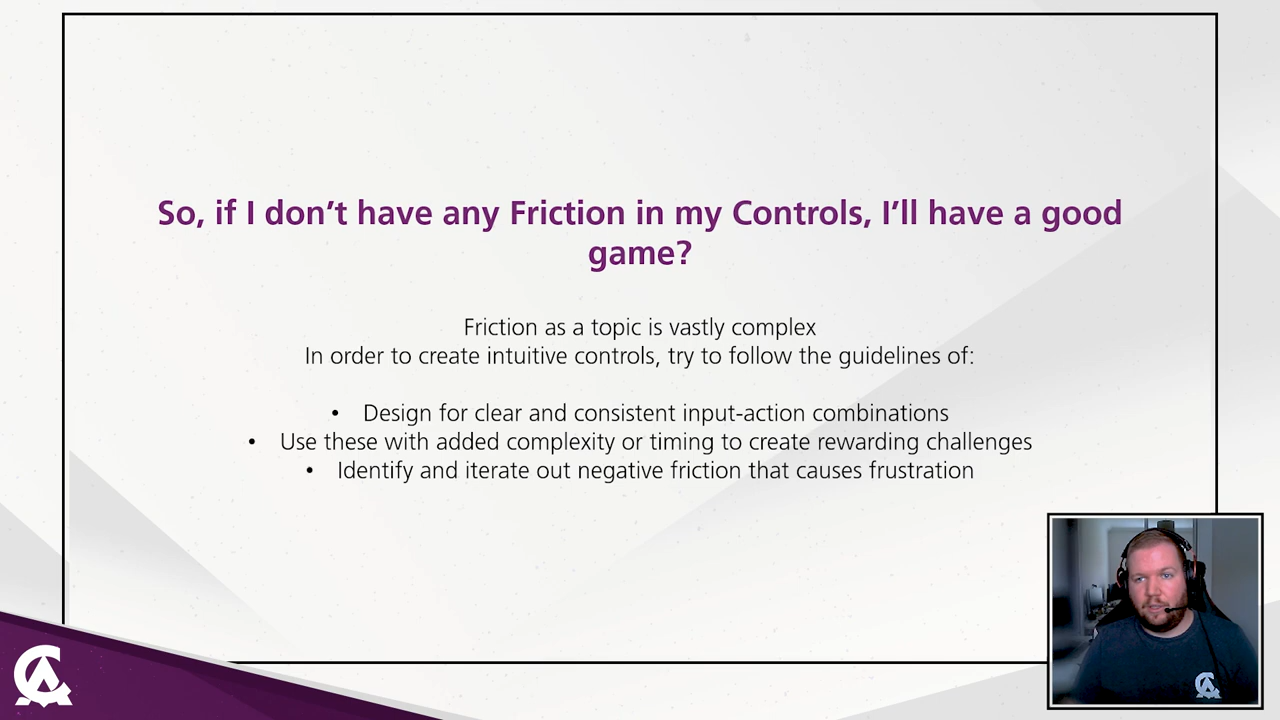 So, if I don’t have any Friction in my Controls, I’ll have a good
game?
Friction as a topic is vastly complex
In order to create intuitive controls, try to follow the guidelines of:
• Design for clear and consistent input-action combinations
• Use these with added complexity or timing to create rewarding challenges
• Identify and iterate out negative friction that causes frustration